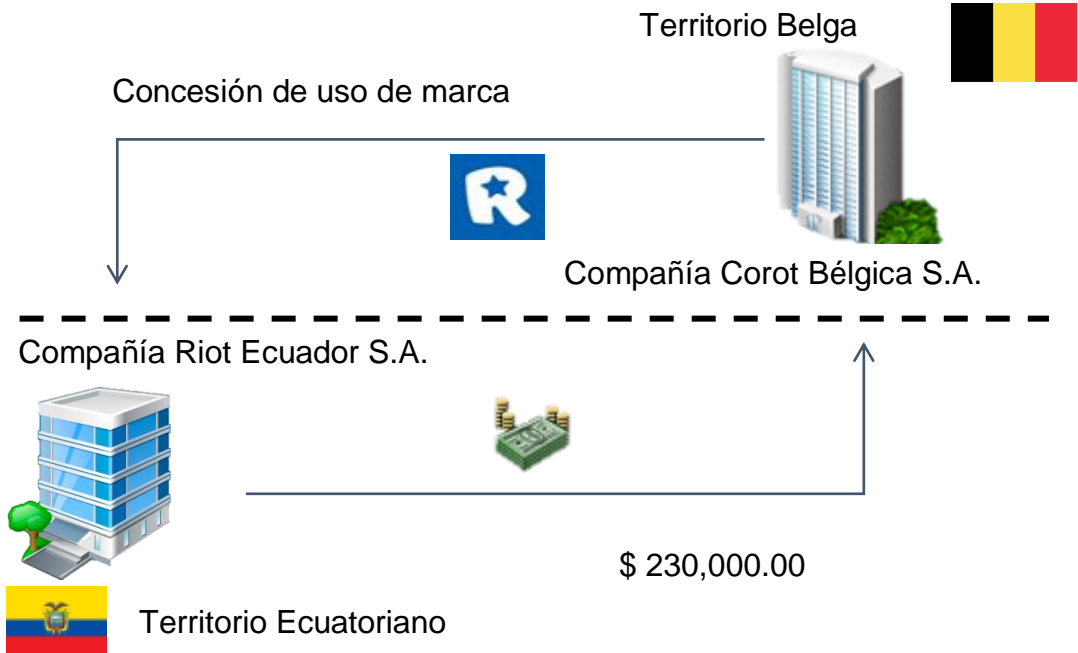 Territorio Belga
Concesión de uso de marca
R
Compañía Corot Bélgica S.A.
Compañía Riot Ecuador S.A.
$ 230,000.00
Territorio Ecuatoriano